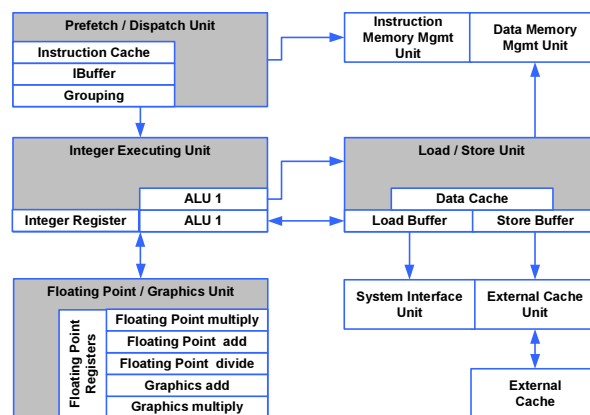 Prefetch / Dispatch Unit
Instruction Cache
IBuffer
Grouping
Instruction
Memory Mgmt
Unit
Data Memory
Mgmt Unit
Integer Executing Unit
ALU 1
Integer Register
ALU 1
Load / Store Unit
Data Cache
Load Buffer
Store Buffer
Floating Point / Graphics Unit
Floating Point
Registers
Floating Point multiply
Floating Point add
Floating Point divide
Graphics add
Graphics multiply
System Interface
Unit
External Cache
Unit
External
Cache